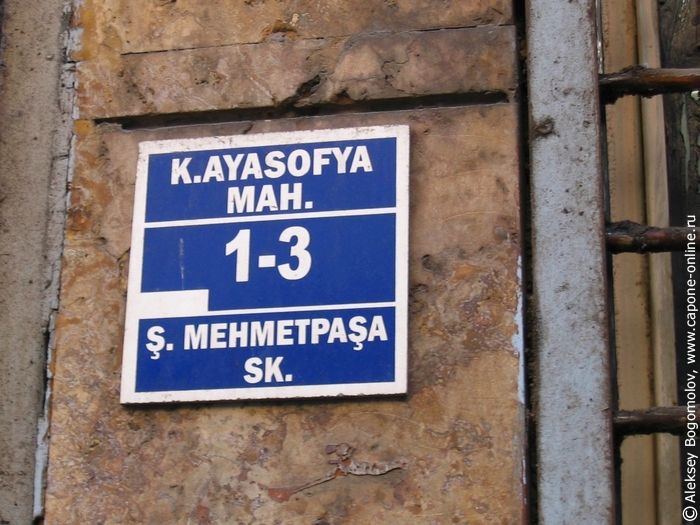 K.AYASOFYA
MAH.
1-3
Ş. MEHMETPAŞA
SK.
© Aleksey Bogomolov, www.capone-online.ru